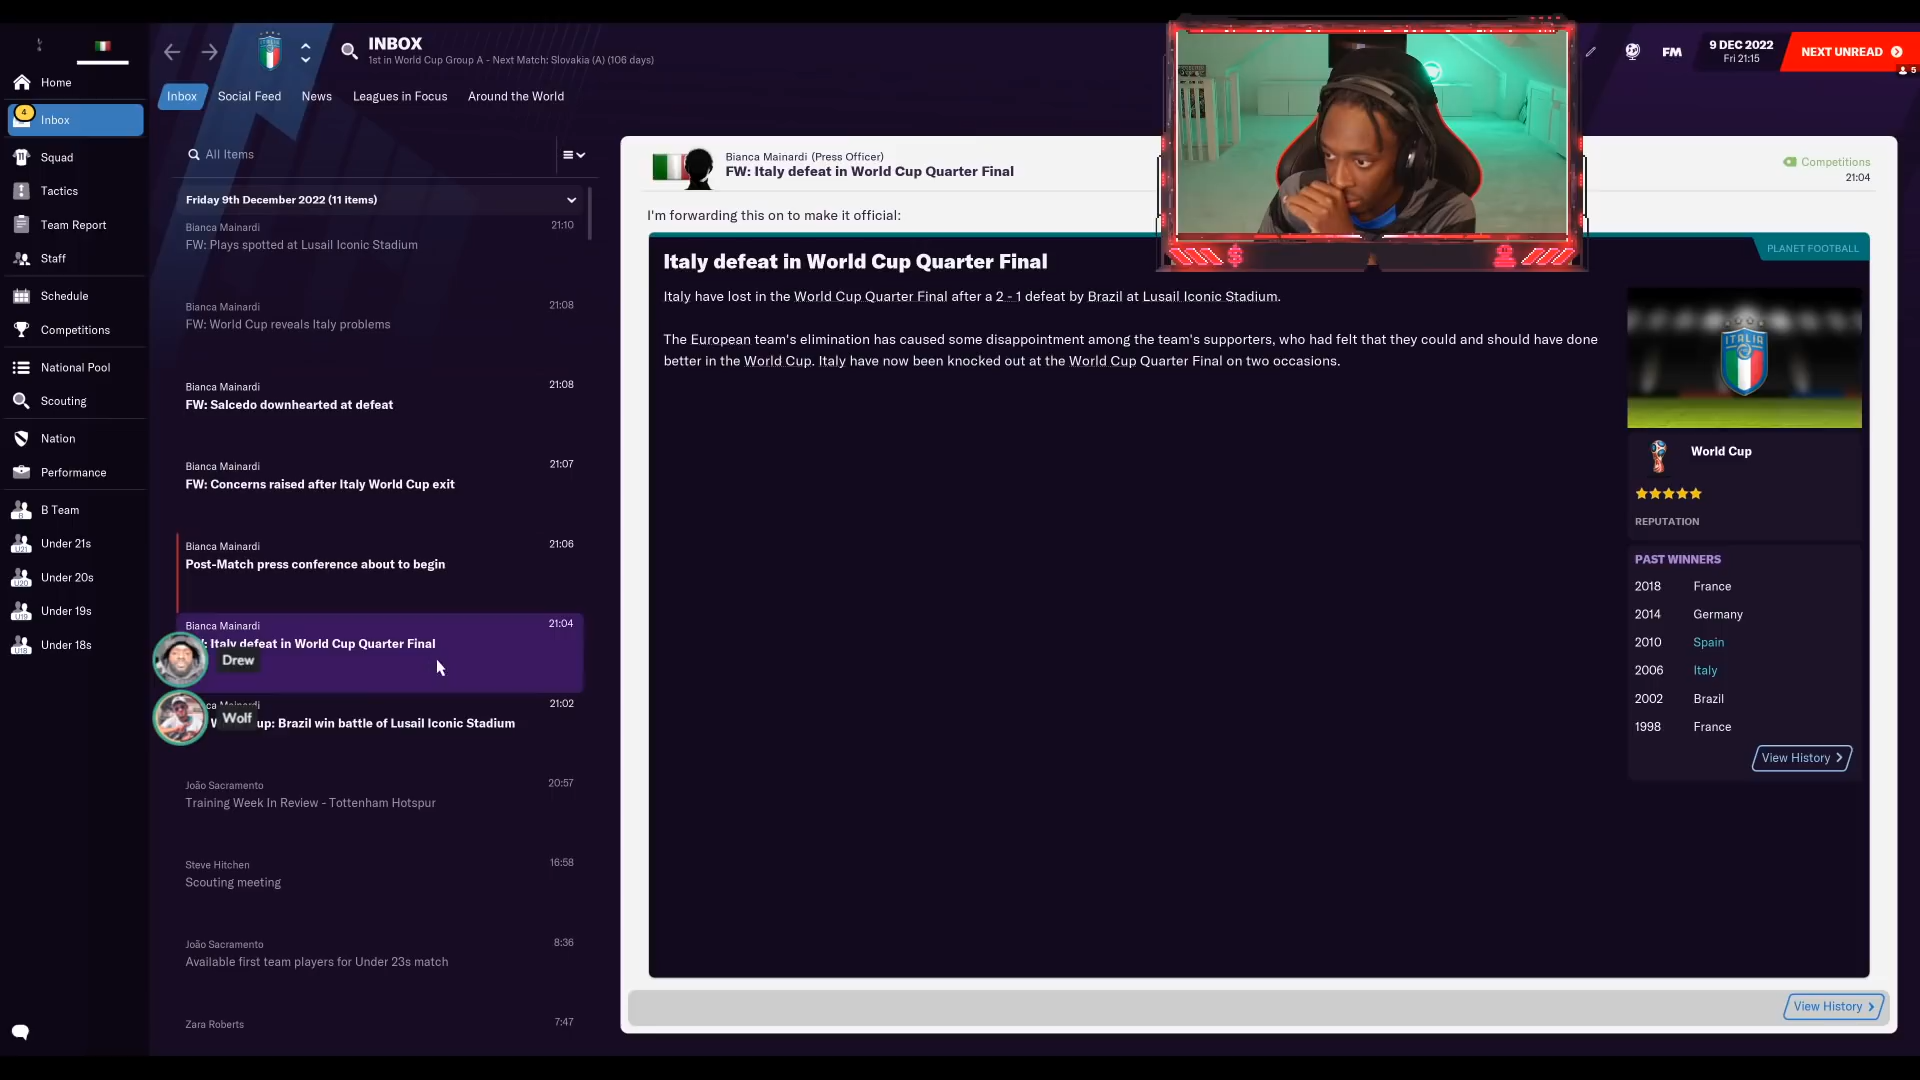 INBOX
1st in World Cup Group A - Next Match: Slovakia (A) (106 days)
FM
9 DEC 2022
Fri 21:15
NEXT UNREAD
5
Home
4
Inbox
Squad
Tactics
Team Report
Staff
Schedule
Competitions
National Pool
Scouting
Nation
Performance
B Team
Under 21s
Under 20s
Under 19s
Under 18s
Inbox
Social Feed
News
Leagues in Focus
Around the World
All Items
Friday 9th December 2022 (11 items)
Bianca Mainardi
21:10
FW: Plays spotted at Lusail Iconic Stadium
Bianca Mainardi
21:08
FW: World Cup reveals Italy problems
Bianca Mainardi
21:08
FW: Salcedo downhearted at defeat
Bianca Mainardi
21:07
FW: Concerns raised after Italy World Cup exit
Bianca Mainardi
21:06
Post-Match press conference about to begin
Bianca Mainardi
21:04
Italy defeat in World Cup Quarter Final
Drew
21:02
Brazil win battle of Lusail Iconic Stadium
Wolf
João Sacramento
20:57
Training Week In Review - Tottenham Hotspur
Steve Hitchen
16:58
Scouting meeting
João Sacramento
8:36
Available first team players for Under 23s match
Zara Roberts
7:47
Bianca Mainardi (Press Officer)
FW: Italy defeat in World Cup Quarter Final
Competitions
21:04
I'm forwarding this on to make it official:
PLANET FOOTBALL
Italy defeat in World Cup Quarter Final
Italy have lost in the World Cup Quarter Final after a 2 - 1 defeat by Brazil at Lusail Iconic Stadium.
The European team's elimination has caused some disappointment among the team's supporters, who had felt that they could and should have done
better in the World Cup. Italy have now been knocked out at the World Cup Quarter Final on two occasions.
ITALIA
World Cup
REPUTATION
PAST WINNERS
2018 France
2014 Germany
2010 Spain
2006 Italy
2002 Brazil
1998 France
View History
View History